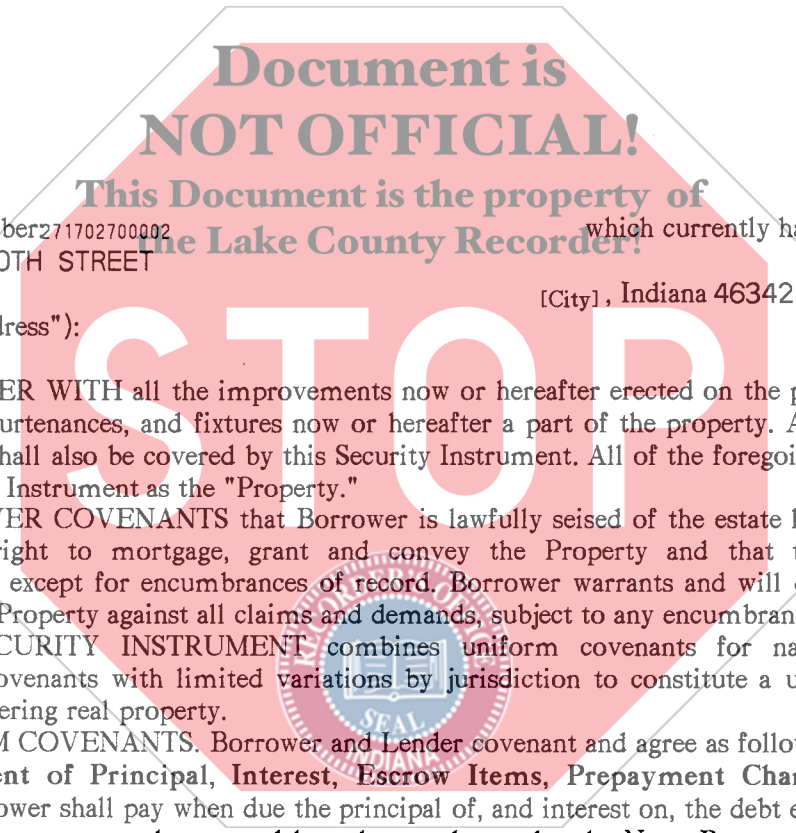 Document is
NOT OFFICIAL!
This Document is the property of
the Lake County Recorder!
ber271702700002 which currently ha
OTH STREET
[City] , Indiana 46342
dress"):
STOP
ER WITH all the improvements now or hereafter erected on the p
urtenances, and fixtures now or hereafter a part of the property. A
hall also be covered by this Security Instrument. All of the foregoi
Instrument as the "Property."
ER COVENANTS that Borrower is lawfully seised of the estate
right to mortgage, grant and convey the Property and that
except for encumbrances of record. Borrower warrants and will
Property against all claims and demands, subject to any encumbran
CURITY INSTRUMENT combines uniform covenants for na
ovenants with limited variations by jurisdiction to constitute a u
ering real property.
M COVENANTS. Borrower and Lender covenant and agree as follow
ent of Principal, Interest, Escrow Items, Prepayment Char
ower shall pay when due the principal of, and interest on, the debt e
RECORDER'S OFFICE
SEAL
INDIANA